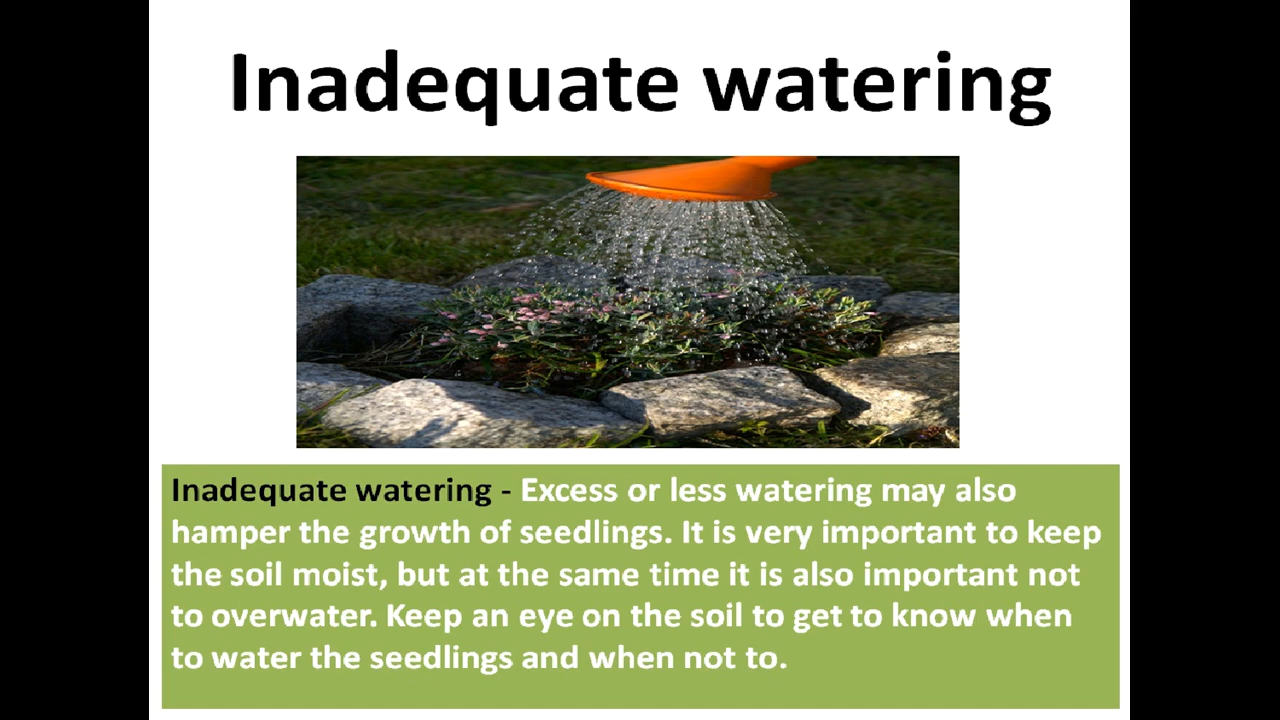 Inadequate watering
Inadequate watering - Excess or less watering may also
hamper the growth of seedlings. It is very important to keep
the soil moist, but at the same time it is also important not
to overwater. Keep an eye on the soil to get to know when
to water the seedlings and when not to.